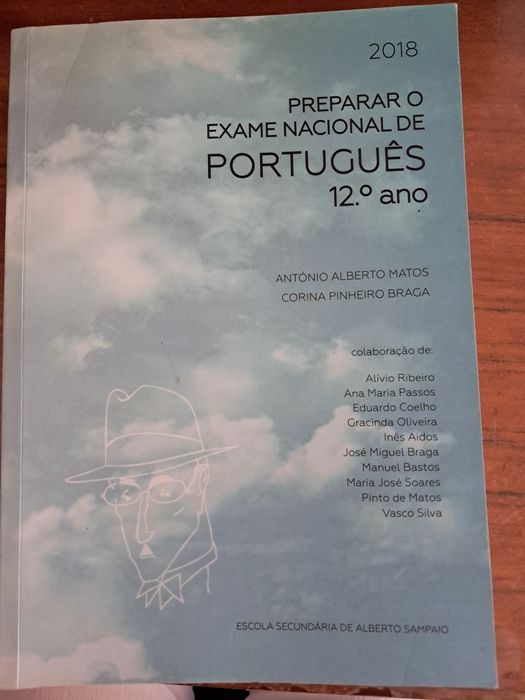 2018
PREPARAR O
EXAME NACIONAL DE
PORTUGUÊS
12.º ano
ANTÓNIO ALBERTO MATOS
CORINA PINHEIRO BRAGA
colaboração de:
Alívio Ribeiro
Ana Maria Passos
Eduardo Coelho
Gracinda Oliveira
Inês Aidos
José Miguel Braga
Manuel Bastos
Maria José Soares
Pinto de Matos
Vasco Silva
ESCOLA SECUNDÁRIA DE ALBERTO SAMPAIO